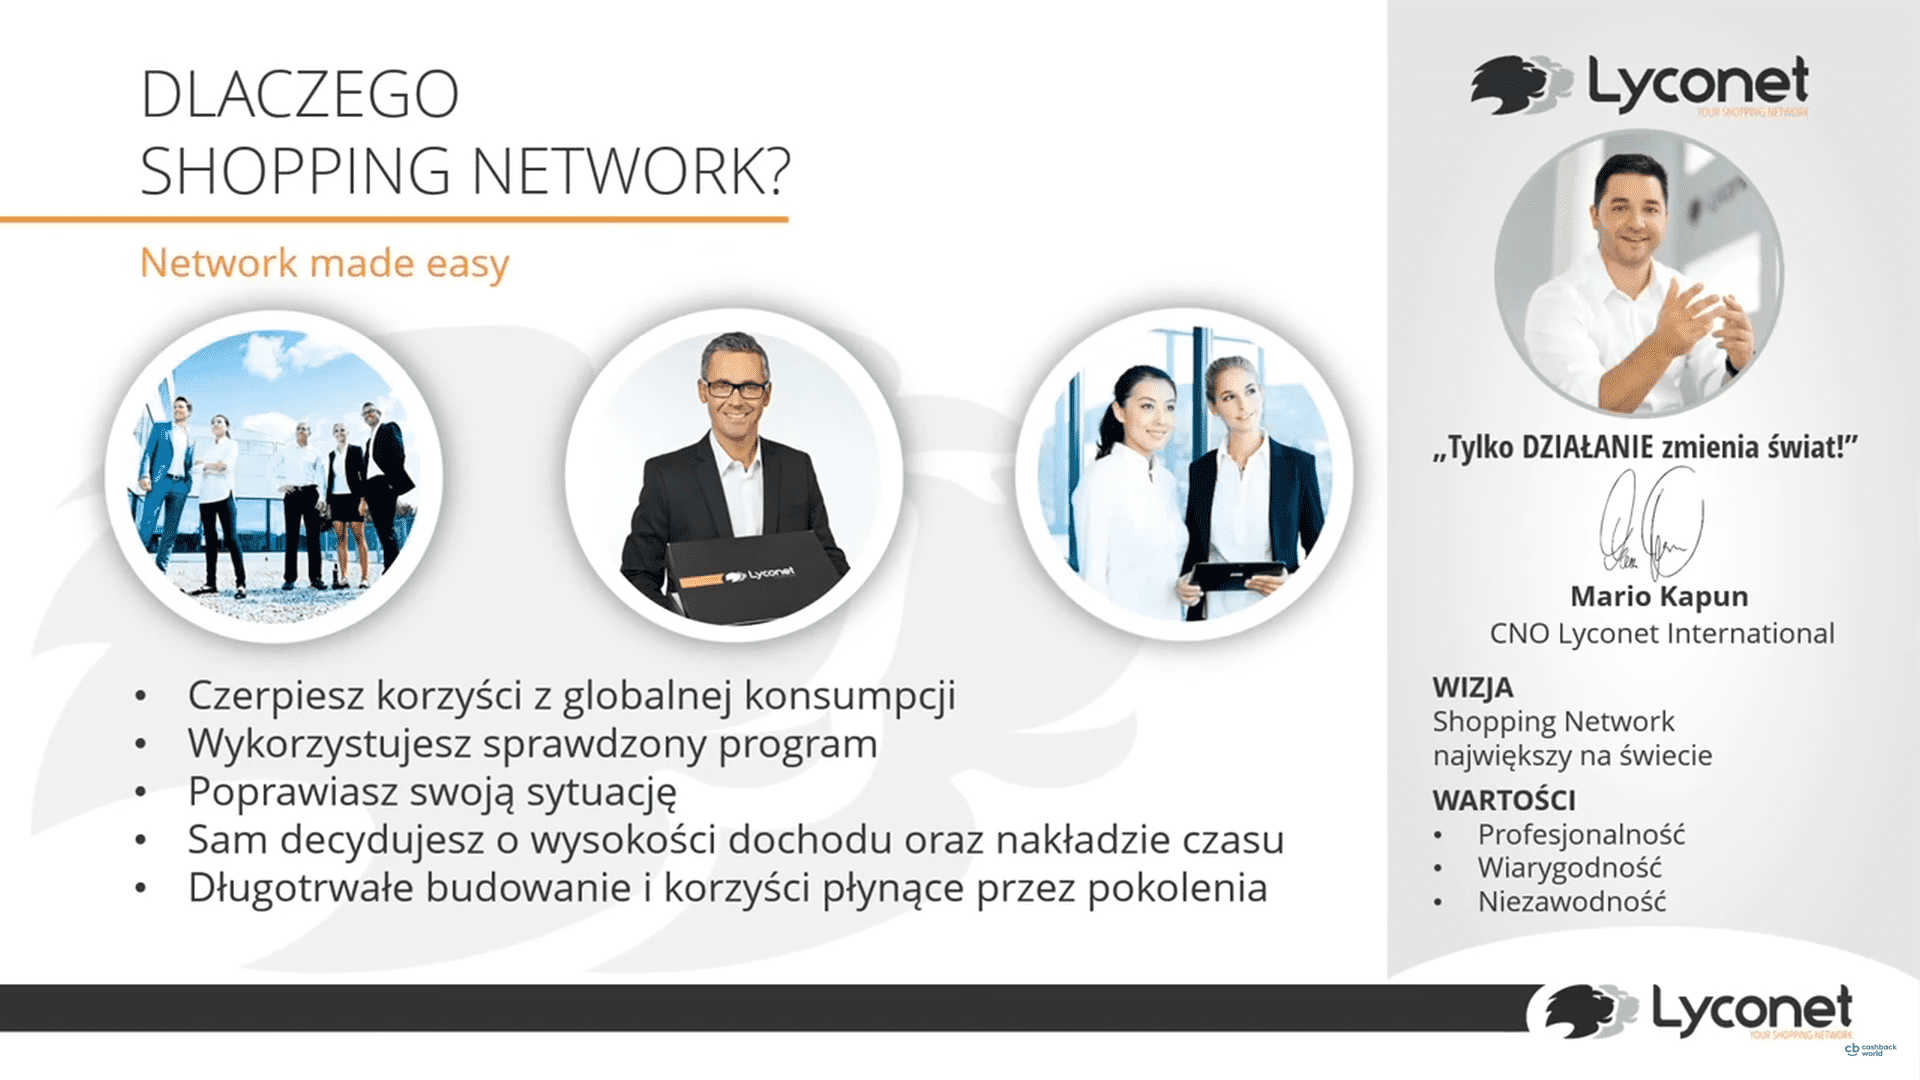 DLACZEGO
SHOPPING NETWORK?
Network made easy
Lyconet
• Czerpiesz korzyści z globalnej konsumpcji
• Wykorzystujesz sprawdzony program
• Poprawiasz swoją sytuację
• Sam decydujesz o wysokości dochodu oraz nakładzie czasu
• Długotrwałe budowanie i korzyści płynące przez pokolenia
Lyconet
YOUR SHOPPING NETWORK
„Tylko DZIAŁANIE zmienia świat!”
Mario Kapun
CNO Lyconet International
WIZJA
Shopping Network
największy na świecie
WARTOŚCI
• Profesjonalność
• Wiarygodność
• Niezawodność
Lyconet
YOUR SHOPPING NETWORK
cb cashback
world